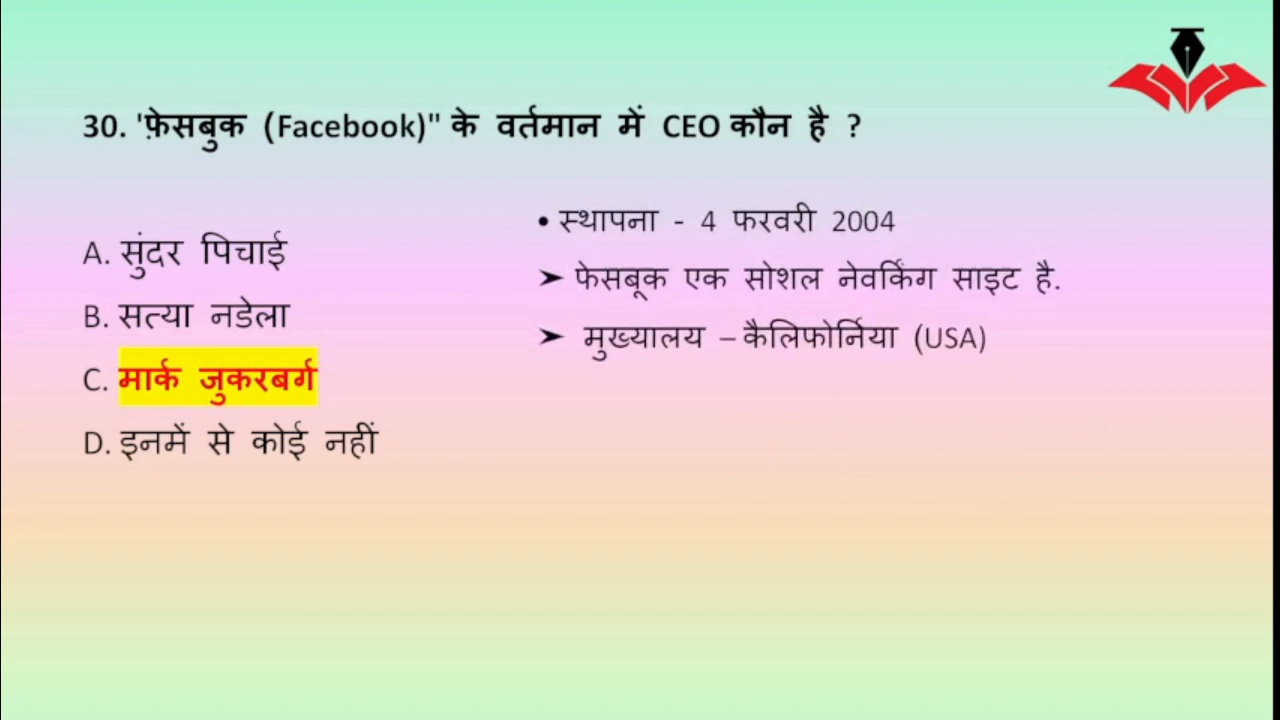 30. 'फ़ेसबुक (Facebook)" के वर्तमान में CEO कौन है ?
A. सुंदर पिचाई
B. सत्या नडेला
C. मार्क जुकरबर्ग
D. इनमें से कोई नहीं
• स्थापना - 4 फरवरी 2004
➤ फेसबूक एक सोशल नेवर्किंग साइट है.
➤ मुख्यालय – कैलिफोर्निया (USA)